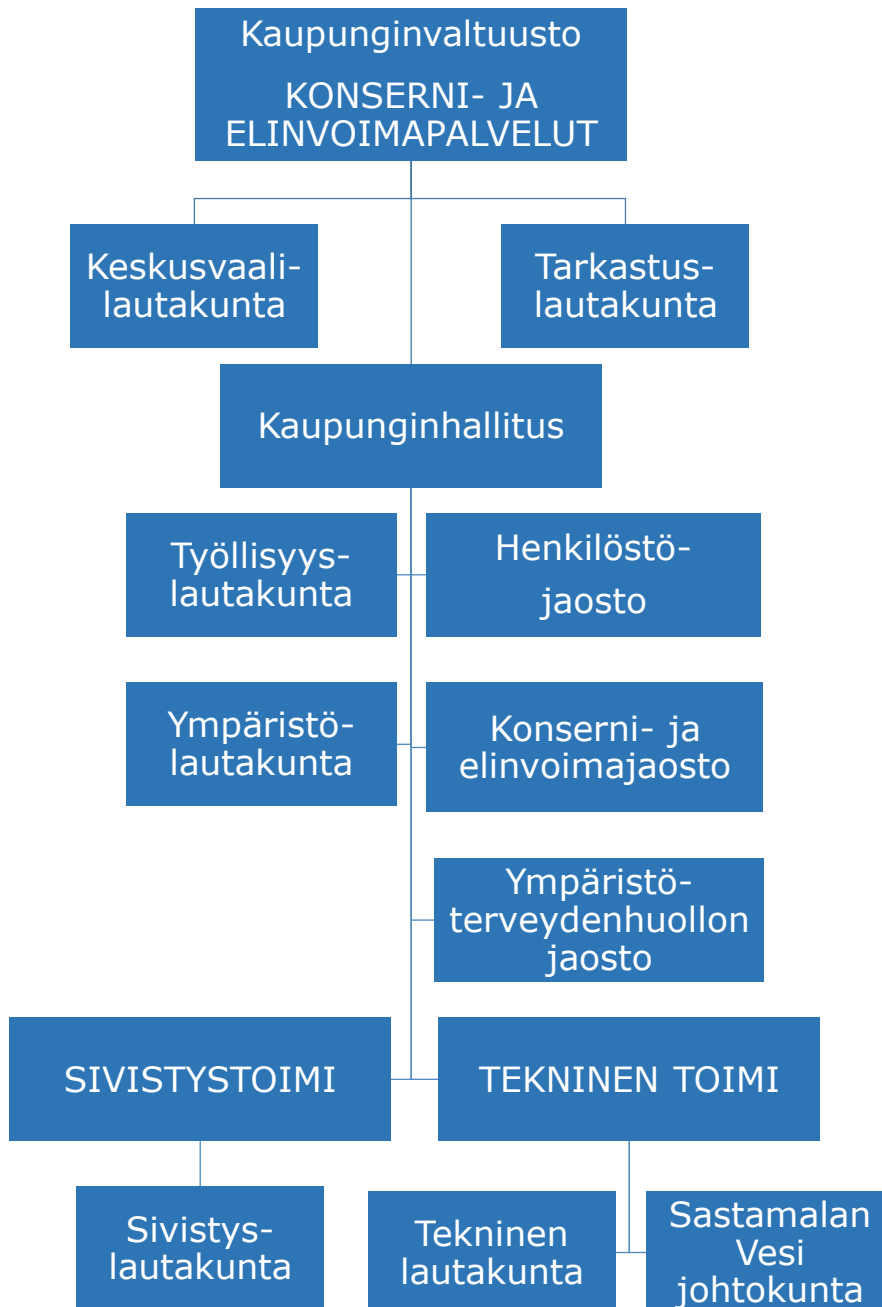 Kaupunginvaltuusto
KONSERNI- JA
ELINVOIMAPALVELUT
Keskusvaali-
lautakunta
Tarkastus-
lautakunta
Kaupunginhallitus
Työllisyys-
lautakunta
Henkilöstö-
jaosto
Ympäristö-
lautakunta
Konserni- ja
elinvoimajaosto
Ympäristö-
terveydenhuollon
jaosto
SIVISTYSTOIMI
TEKNINEN TOIMI
Sivistys-
lautakunta
Tekninen
lautakunta
Sastamalan
Vesi
johtokunta